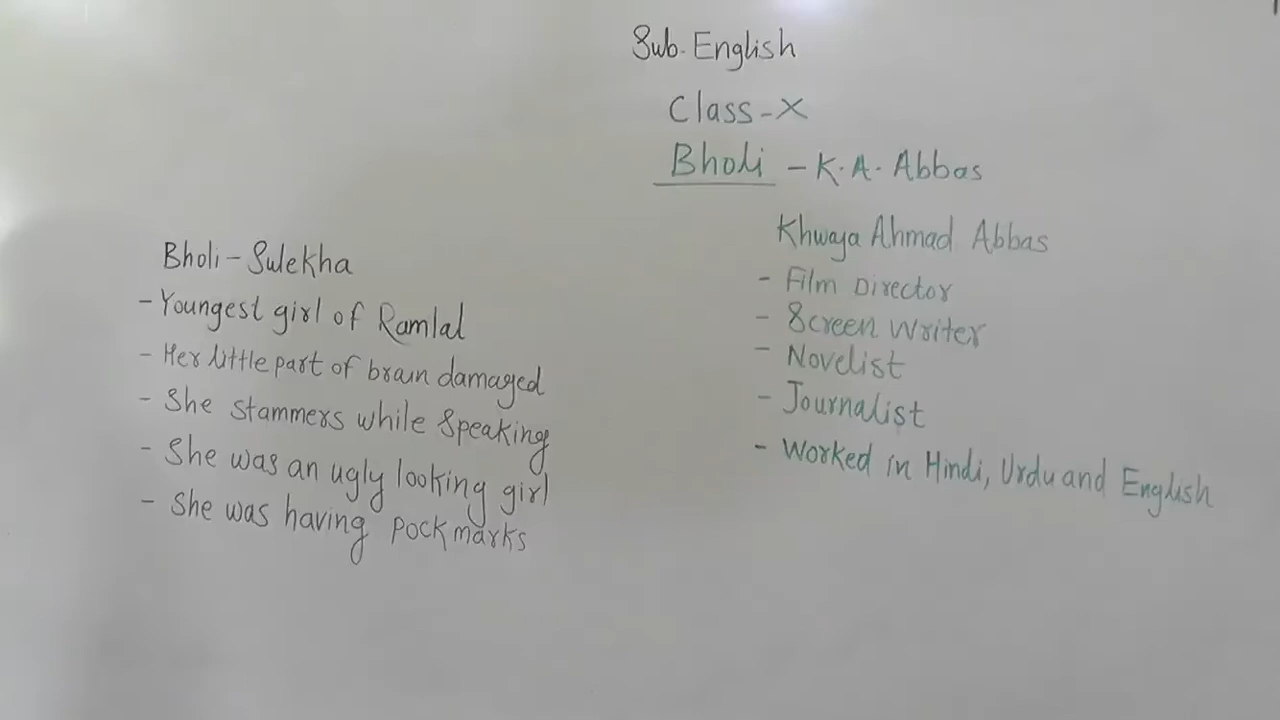 Sub. English
Class - X
Bholi - K. A. Abbas
Khwaja Ahmad Abbas
- Film Director
- Screen Writer
- Novelist
- Journalist
- Worked in Hindi, Urdu and English
Bholi - Sulekha
- Youngest girl of Ramlal
- Her little part of brain damaged
- She stammers while speaking
- She was an ugly looking girl
- She was having pock marks